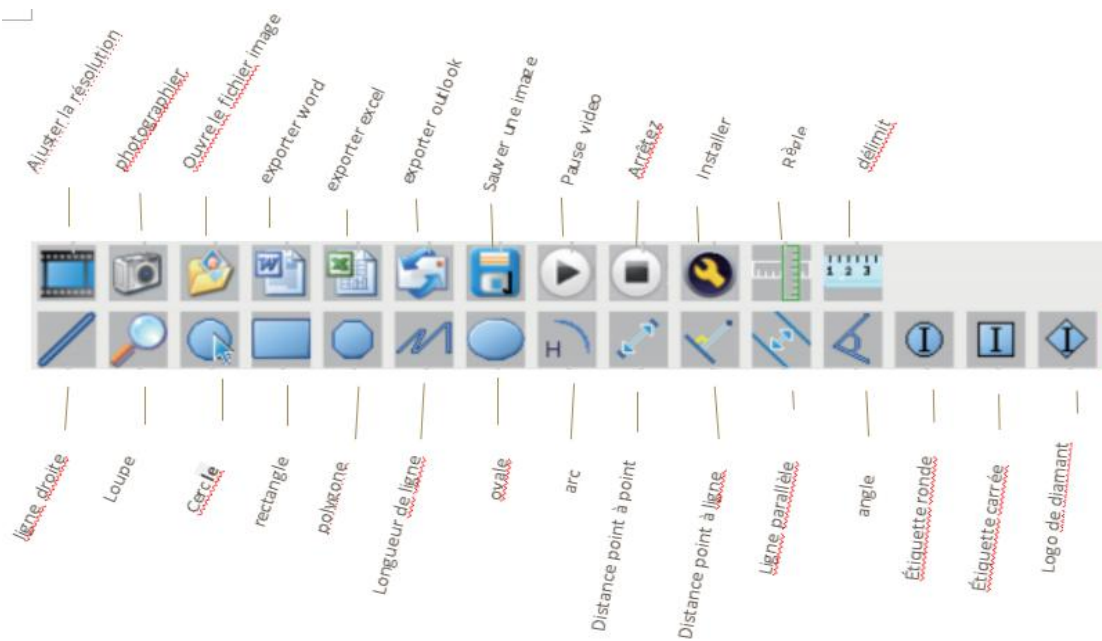 Ajuster la résolution
photographier
Ouvre le fichier image
exporter word
exporter excel
exporter outlook
Sauver une image
Pause video
Arrêtez
Installer
Règle
délimit
W
X
1 2 3
H
I
I
I
ligne droite
Loupe
Cercle
rectangle
polygone
Longueur de ligne
ovale
arc
Distance point à point
Distance point à ligne
Ligne parallèle
angle
Étiquette ronde
Étiquette carrée
Logo de diamant